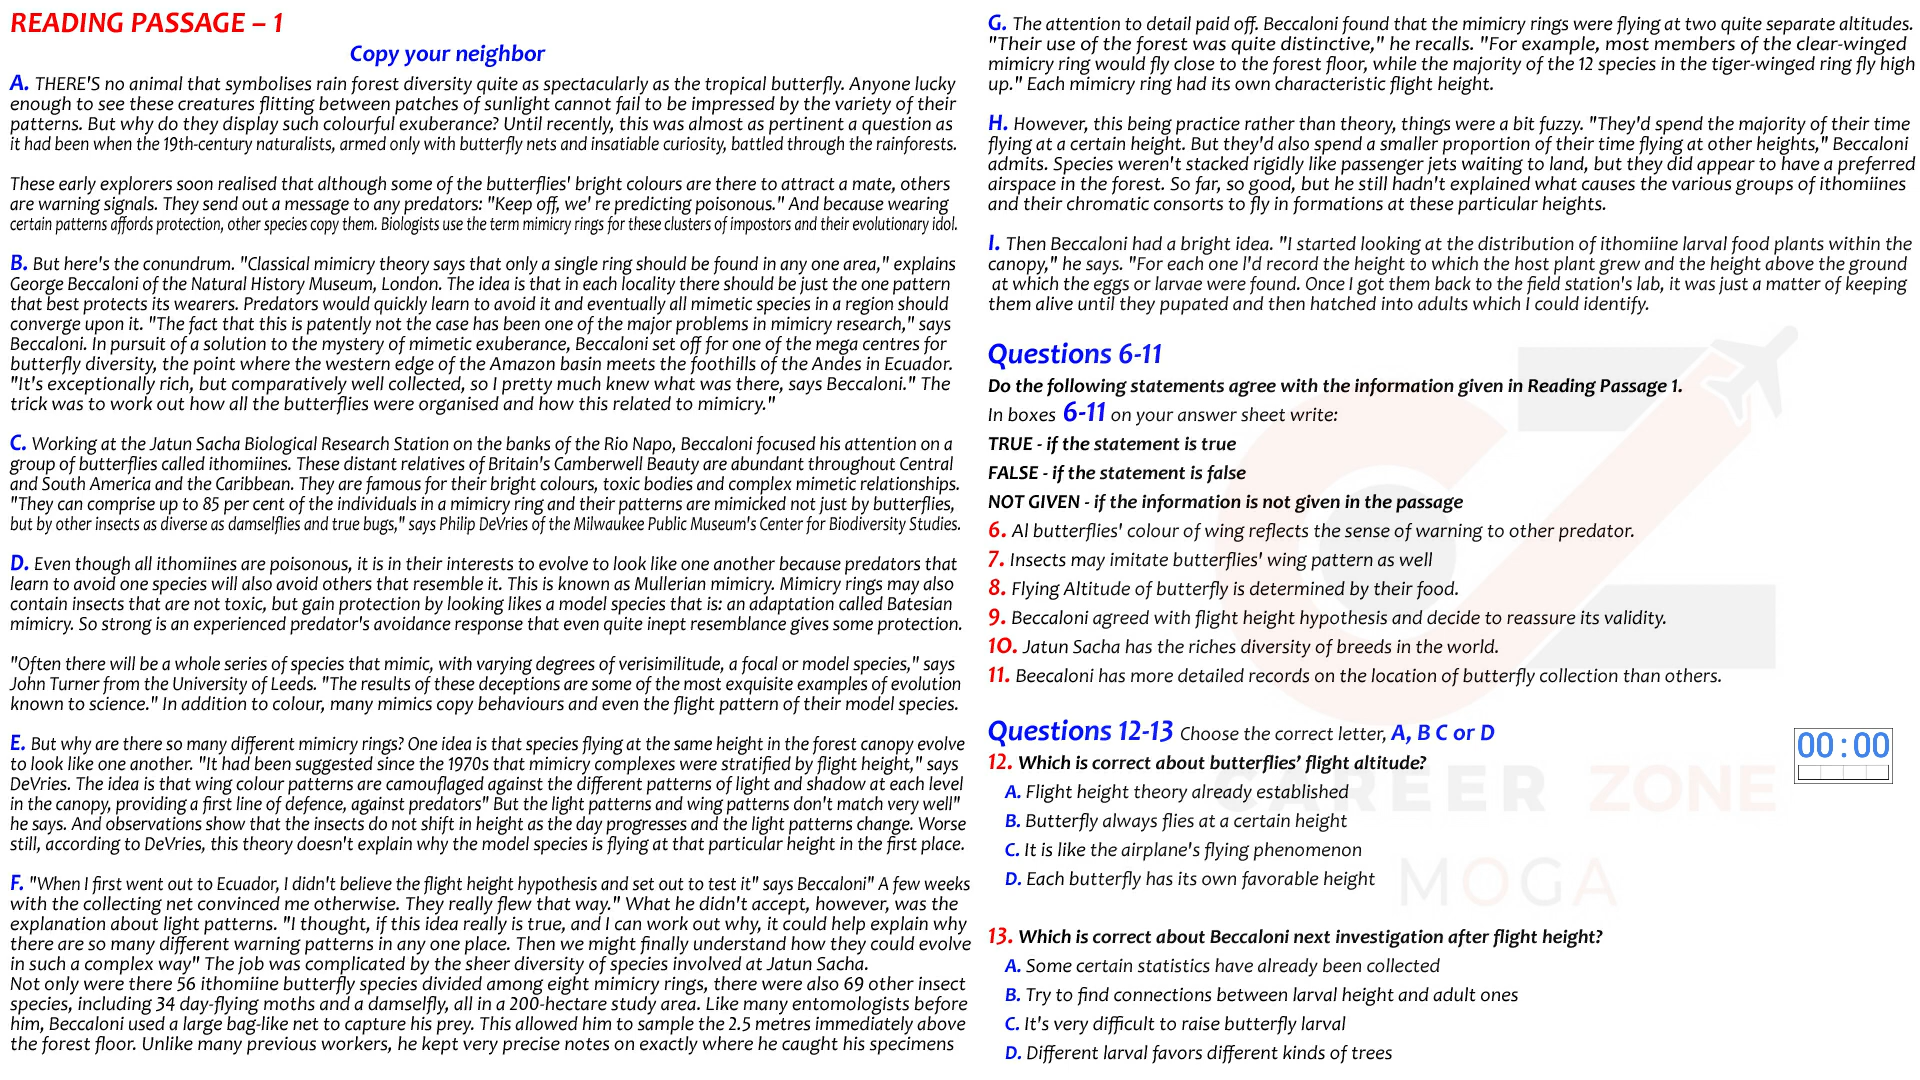 READING PASSAGE – 1
Copy your neighbor
A. THERE'S no animal that symbolises rain forest diversity quite as spectacularly as the tropical butterfly. Anyone lucky
enough to see these creatures flitting between patches of sunlight cannot fail to be impressed by the variety of their
patterns. But why do they display such colourful exuberance? Until recently, this was almost as pertinent a question as
it had been when the 19th-century naturalists, armed only with butterfly nets and insatiable curiosity, battled through the rainforests.
These early explorers soon realised that although some of the butterflies' bright colours are there to attract a mate, others
are warning signals. They send out a message to any predators: "Keep off, we' re predicting poisonous." And because wearing
certain patterns affords protection, other species copy them. Biologists use the term mimicry rings for these clusters of impostors and their evolutionary idol.
B. But here's the conundrum. "Classical mimicry theory says that only a single ring should be found in any one area," explains
George Beccaloni of the Natural History Museum, London. The idea is that in each locality there should be just the one pattern
that best protects its wearers. Predators would quickly learn to avoid it and eventually all mimetic species in a region should
converge upon it. "The fact that this is patently not the case has been one of the major problems in mimicry research," says
Beccaloni. In pursuit of a solution to the mystery of mimetic exuberance, Beccaloni set off for one of the mega centres for
butterfly diversity, the point where the western edge of the Amazon basin meets the foothills of the Andes in Ecuador.
"It's exceptionally rich, but comparatively well collected, so I pretty much knew what was there, says Beccaloni." The
trick was to work out how all the butterflies were organised and how this related to mimicry."
C. Working at the Jatun Sacha Biological Research Station on the banks of the Rio Napo, Beccaloni focused his attention on a
group of butterflies called ithomiines. These distant relatives of Britain's Camberwell Beauty are abundant throughout Central
and South America and the Caribbean. They are famous for their bright colours, toxic bodies and complex mimetic relationships.
"They can comprise up to 85 per cent of the individuals in a mimicry ring and their patterns are mimicked not just by butterflies,
but by other insects as diverse as damselflies and true bugs," says Philip DeVries of the Milwaukee Public Museum's Center for Biodiversity Studies.
D. Even though all ithomiines are poisonous, it is in their interests to evolve to look like one another because predators that
learn to avoid one species will also avoid others that resemble it. This is known as Mullerian mimicry. Mimicry rings may also
contain insects that are not toxic, but gain protection by looking likes a model species that is: an adaptation called Batesian
mimicry. So strong is an experienced predator's avoidance response that even quite inept resemblance gives some protection.
"Often there will be a whole series of species that mimic, with varying degrees of verisimilitude, a focal or model species," says
John Turner from the University of Leeds. "The results of these deceptions are some of the most exquisite examples of evolution
known to science." In addition to colour, many mimics copy behaviours and even the flight pattern of their model species.
E. But why are there so many different mimicry rings? One idea is that species flying at the same height in the forest canopy evolve
to look like one another. "It had been suggested since the 1970s that mimicry complexes were stratified by flight height," says
DeVries. The idea is that wing colour patterns are camouflaged against the different patterns of light and shadow at each level
in the canopy, providing a first line of defence, against predators" But the light patterns and wing patterns don't match very well"
he says. And observations show that the insects do not shift in height as the day progresses and the light patterns change. Worse
still, according to DeVries, this theory doesn't explain why the model species is flying at that particular height in the first place.
F. "When I first went out to Ecuador, I didn't believe the flight height hypothesis and set out to test it" says Beccaloni" A few weeks
with the collecting net convinced me otherwise. They really flew that way." What he didn't accept, however, was the
explanation about light patterns. "I thought, if this idea really is true, and I can work out why, it could help explain why
there are so many different warning patterns in any one place. Then we might finally understand how they could evolve
in such a complex way" The job was complicated by the sheer diversity of species involved at Jatun Sacha.
Not only were there 56 ithomiine butterfly species divided among eight mimicry rings, there were also 69 other insect
species, including 34 day-flying moths and a damselfly, all in a 200-hectare study area. Like many entomologists before
him, Beccaloni used a large bag-like net to capture his prey. This allowed him to sample the 2.5 metres immediately above
the forest floor. Unlike many previous workers, he kept very precise notes on exactly where he caught his specimens
G. The attention to detail paid off. Beccaloni found that the mimicry rings were flying at two quite separate altitudes.
"Their use of the forest was quite distinctive," he recalls. "For example, most members of the clear-winged
mimicry ring would fly close to the forest floor, while the majority of the 12 species in the tiger-winged ring fly high
up." Each mimicry ring had its own characteristic flight height.
H. However, this being practice rather than theory, things were a bit fuzzy. "They'd spend the majority of their time
flying at a certain height. But they'd also spend a smaller proportion of their time flying at other heights," Beccaloni
admits. Species weren't stacked rigidly like passenger jets waiting to land, but they did appear to have a preferred
airspace in the forest. So far, so good, but he still hadn't explained what causes the various groups of ithomiines
and their chromatic consorts to fly in formations at these particular heights.
I. Then Beccaloni had a bright idea. "I started looking at the distribution of ithomiine larval food plants within the
canopy," he says. "For each one I'd record the height to which the host plant grew and the height above the ground
at which the eggs or larvae were found. Once I got them back to the field station's lab, it was just a matter of keeping
them alive until they pupated and then hatched into adults which I could identify.
Questions 6-11
Do the following statements agree with the information given in Reading Passage 1.
In boxes 6-11 on your answer sheet write:
TRUE - if the statement is true
FALSE - if the statement is false
NOT GIVEN - if the information is not given in the passage
6. Al butterflies' colour of wing reflects the sense of warning to other predator.
7. Insects may imitate butterflies' wing pattern as well
8. Flying Altitude of butterfly is determined by their food.
9. Beccaloni agreed with flight height hypothesis and decide to reassure its validity.
10. Jatun Sacha has the riches diversity of breeds in the world.
11. Beecaloni has more detailed records on the location of butterfly collection than others.
Questions 12-13 Choose the correct letter, A, B C or D
12. Which is correct about butterflies’ flight altitude?
A. Flight height theory already established
B. Butterfly always flies at a certain height
C. It is like the airplane's flying phenomenon
D. Each butterfly has its own favorable height
13. Which is correct about Beccaloni next investigation after flight height?
A. Some certain statistics have already been collected
B. Try to find connections between larval height and adult ones
C. It's very difficult to raise butterfly larval
D. Different larval favors different kinds of trees
00:00
CAREER ZONE
MOGA